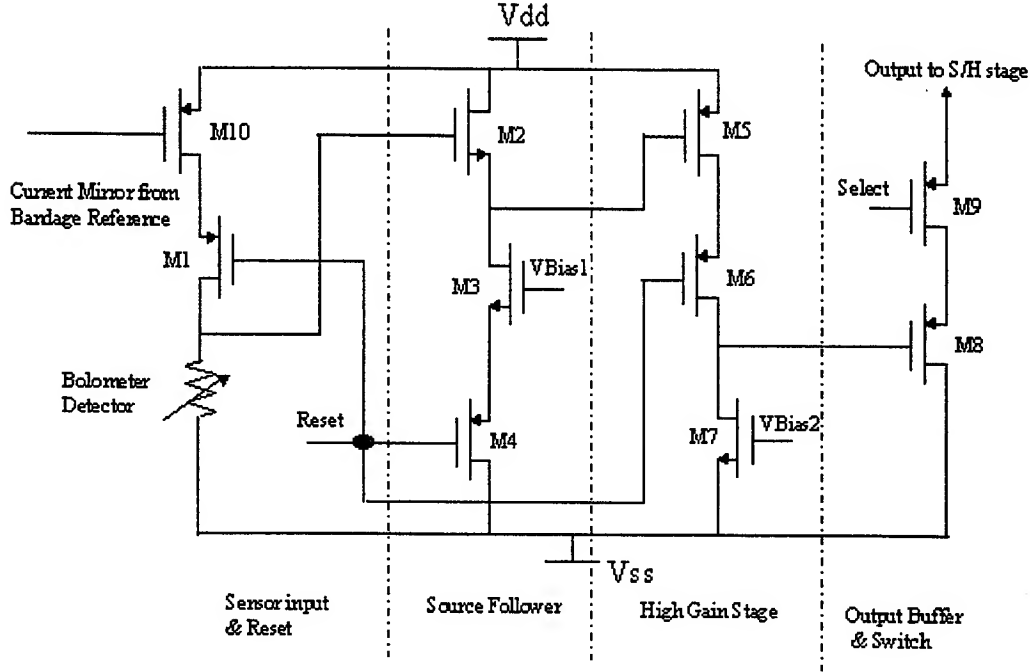 Vdd
Output to S/H stage
M10
M2
M5
Select
M9
Current Mirror from
Bandage Reference
M1
M3
VBias1
M6
M8
Bolometer
Detector
Reset
M4
M7
VBias2
Vss
Sensor input
& Reset
Source Follower
High Gain Stage
Output Buffer
& Switch